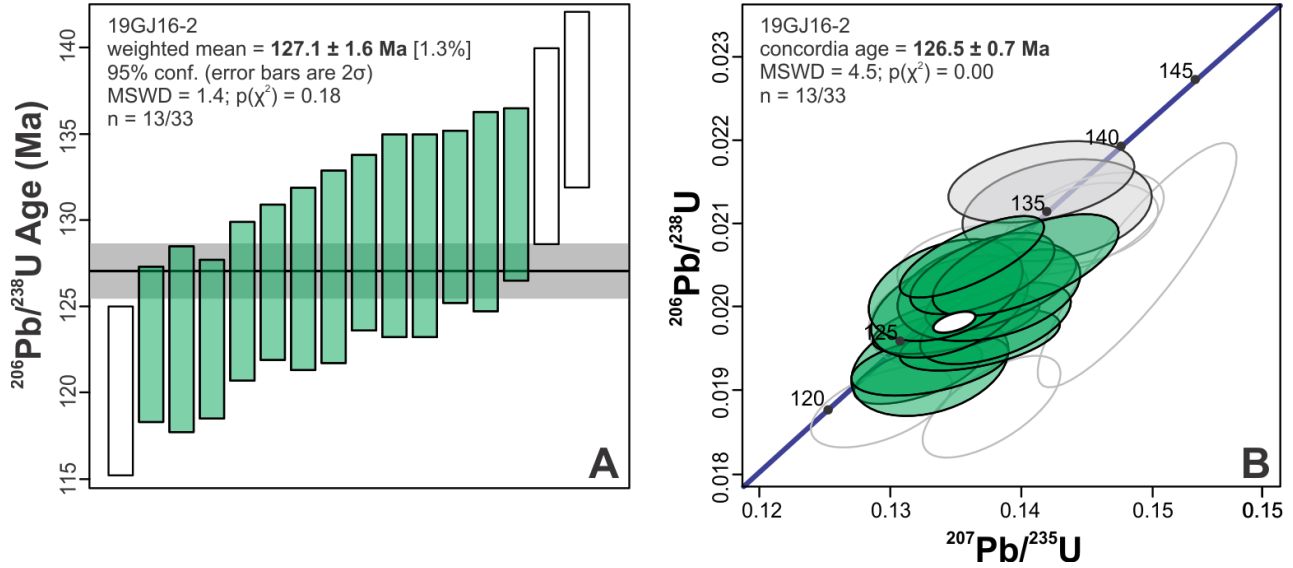 19GJ16-2
weighted mean = 127.1 ± 1.6 Ma [1.3%]
95% conf. (error bars are 2σ)
MSWD = 1.4; p(χ²) = 0.18
n = 13/33
²⁰⁶Pb/²³⁸U Age (Ma)
140
135
130
125
120
115
A
19GJ16-2
concordia age = 126.5 ± 0.7 Ma
MSWD = 4.5; p(χ²) = 0.00
n = 13/33
²⁰⁶Pb/²³⁸U
0.023
0.022
0.021
0.020
0.019
0.018
145
140
135
125
120
B
0.12 0.13 0.14 0.15 0.15
²⁰⁷Pb/²³⁵U